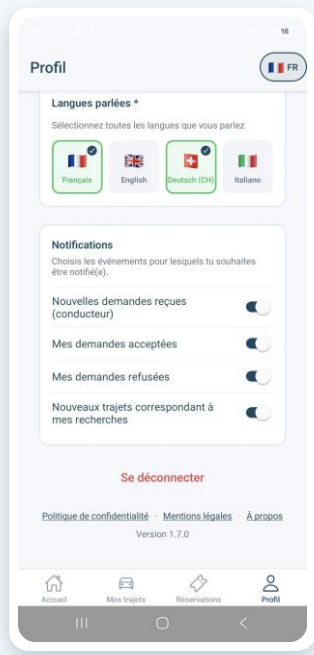 16
Profil
FR
Langues parlées *
Sélectionnez toutes les langues que vous parlez
Français
English
Deutsch (CH)
Italiano
Notifications
Choisis les événements pour lesquels tu souhaites
être notifié(e).
Nouvelles demandes reçues
(conducteur)
Mes demandes acceptées
Mes demandes refusées
Nouveaux trajets correspondant à
mes recherches
Se déconnecter
Politique de confidentialité · Mentions légales · À propos
Version 1.7.0
Accueil
Mes trajets
Réservations
Profil